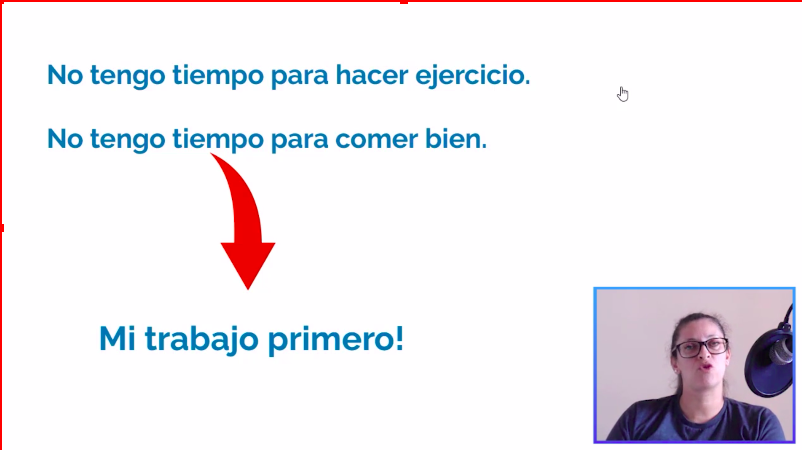 No tengo tiempo para hacer ejercicio.
No tengo tiempo para comer bien.
Mi trabajo primero!